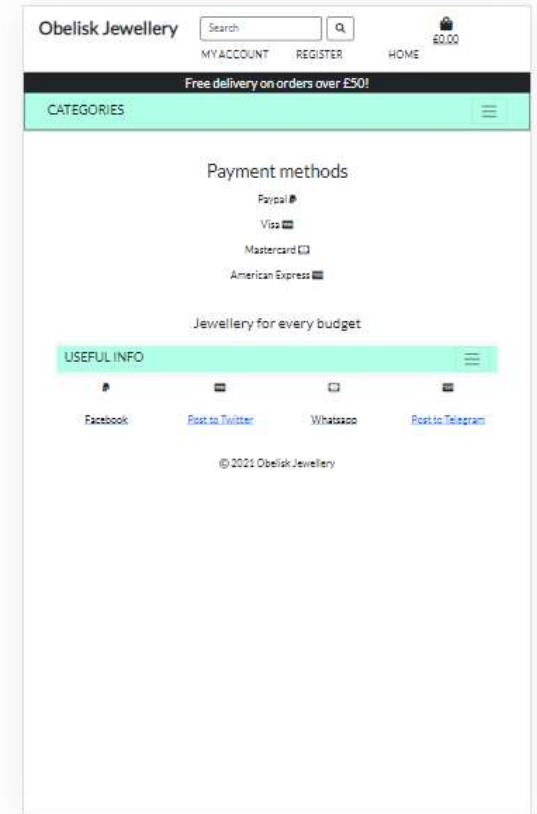 Obelisk Jewellery
Search
£0.00
MY ACCOUNT REGISTER HOME
Free delivery on orders over £50!
CATEGORIES
Payment methods
Paypal
Visa
Mastercard
American Express
Jewellery for every budget
USEFUL INFO
Facebook Post to Twitter Whatsapp Post to Telegram
© 2021 Obelisk Jewellery